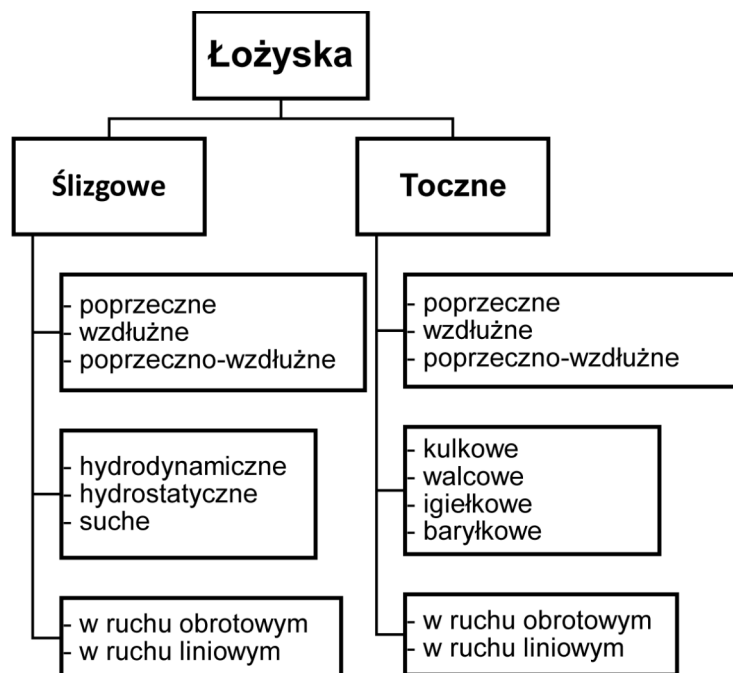 Łożyska
Ślizgowe
- poprzeczne
- wzdłużne
- poprzeczno-wzdłużne
- hydrodynamiczne
- hydrostatyczne
- suche
- w ruchu obrotowym
- w ruchu liniowym
Toczne
- poprzeczne
- wzdłużne
- poprzeczno-wzdłużne
- kulkowe
- walcowe
- igiełkowe
- baryłkowe
- w ruchu obrotowym
- w ruchu liniowym